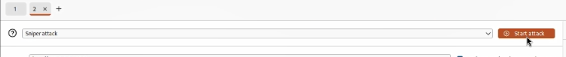 1 2 × +
Sniper attack Start attack